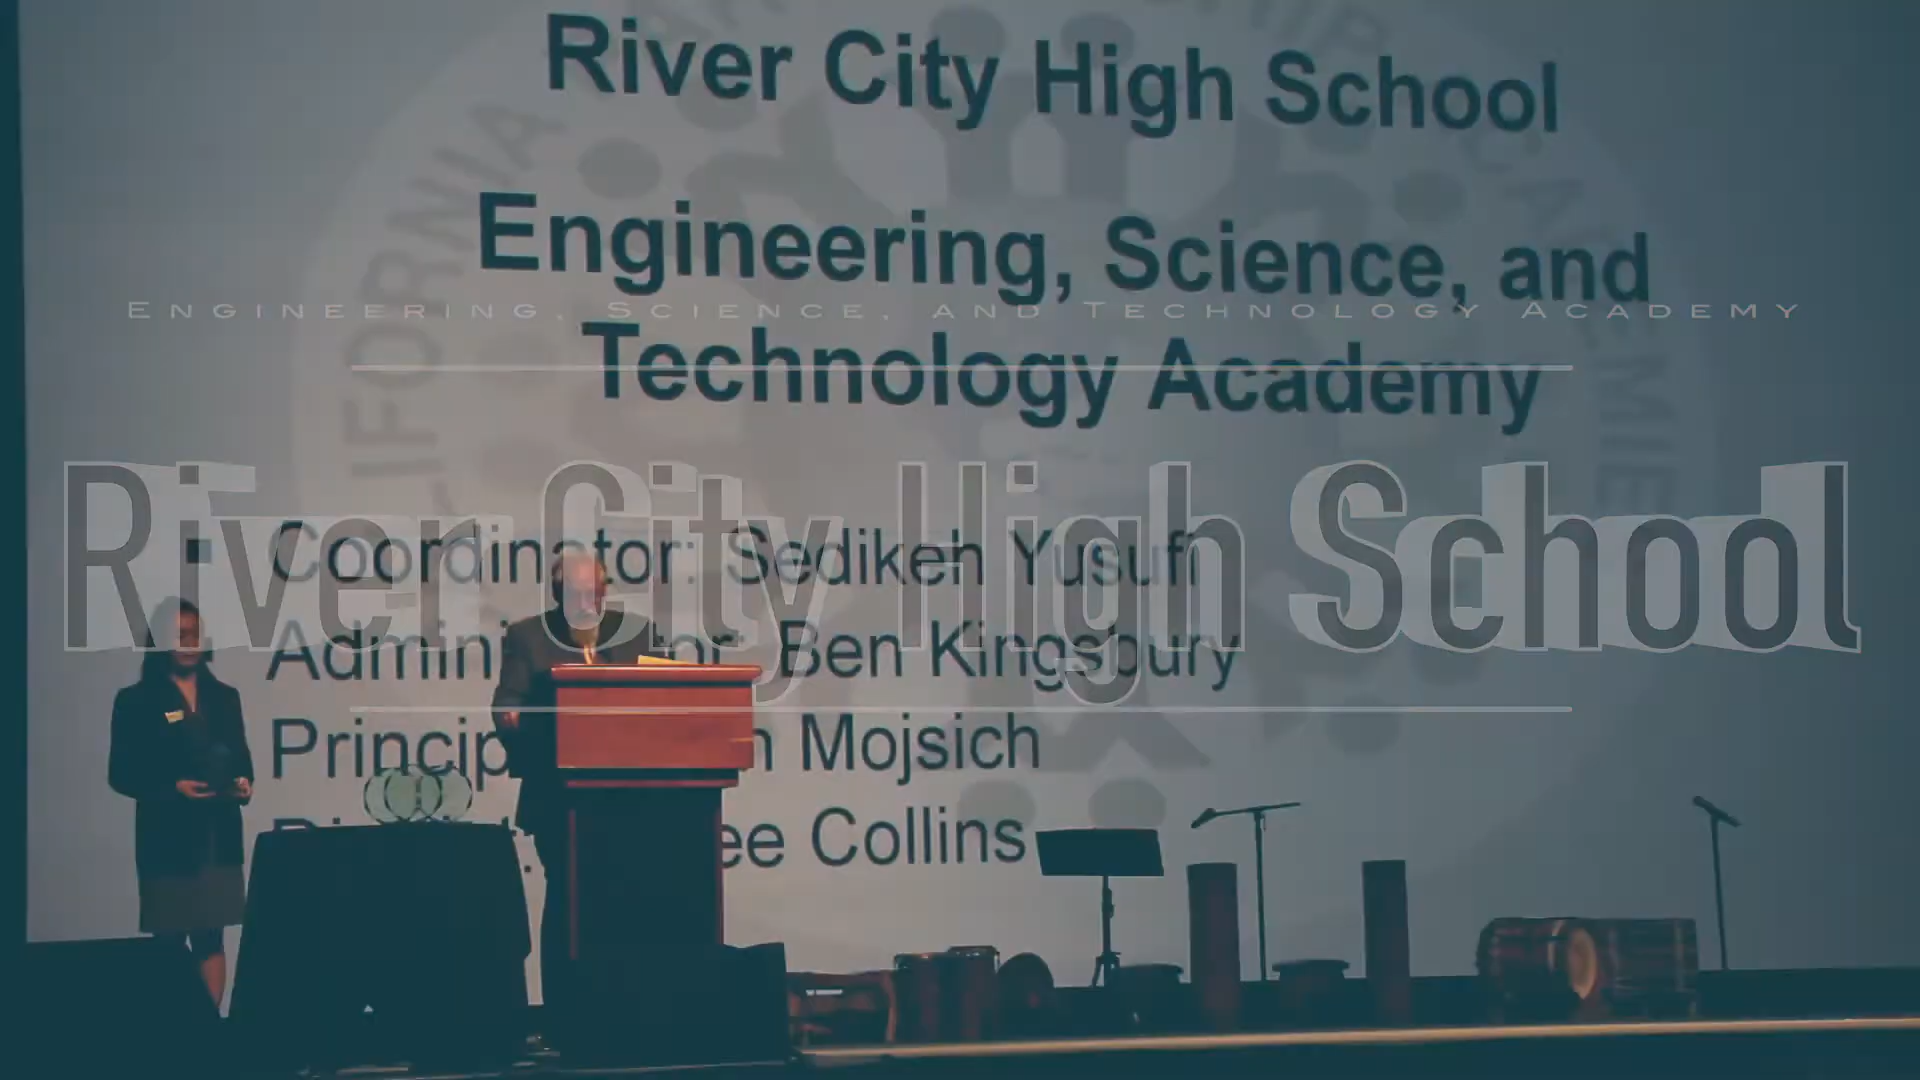 River City High School
Engineering, Science, and
Engineering, Science, and Technology Academy
Technology Academy
River City High School
Coordinator: Sedikeh Yusufi
Ben Kingsbury
Mojsich
Collins